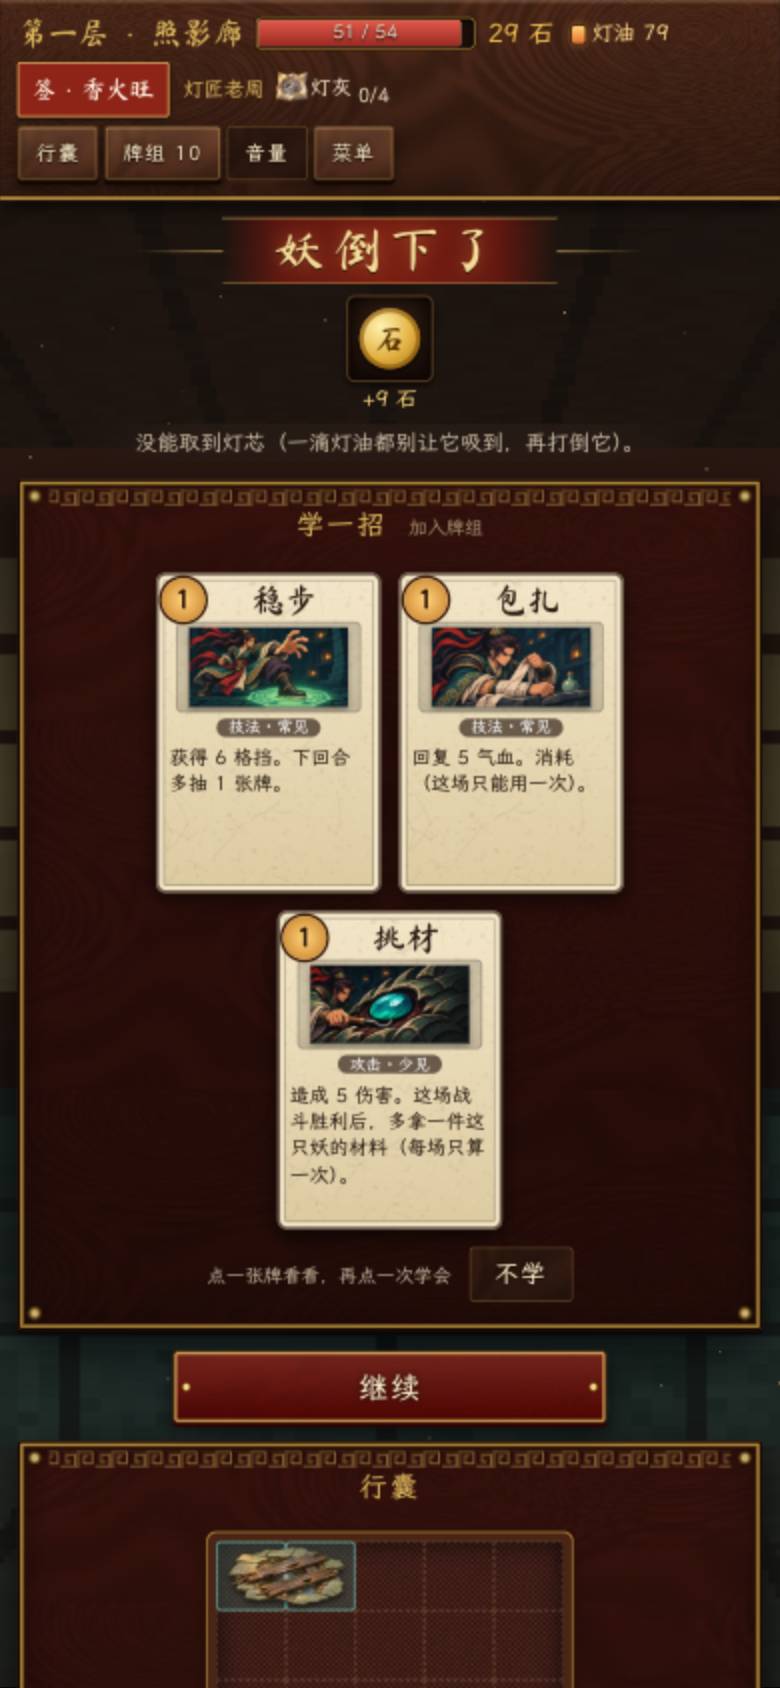 第一层 · 照影廊 51 / 54 29 石 灯油 79
签 · 香火旺 灯匠老周 灯灰 0/4
行囊 牌组 10 音量 菜单
妖倒下了
石
+9 石
没能取到灯芯（一滴灯油都别让它吸到，再打倒它）。
学一招 加入牌组
1 稳步
技法·常见
获得 6 格挡。下回合
多抽 1 张牌。
1 包扎
技法·常见
回复 5 气血。消耗
（这场只能用一次）。
1 挑材
攻击·少见
造成 5 伤害。这场战
斗胜利后，多拿一件这
只妖的材料（每场只算
一次）。
点一张牌看看，再点一次学会 不学
继续
行囊